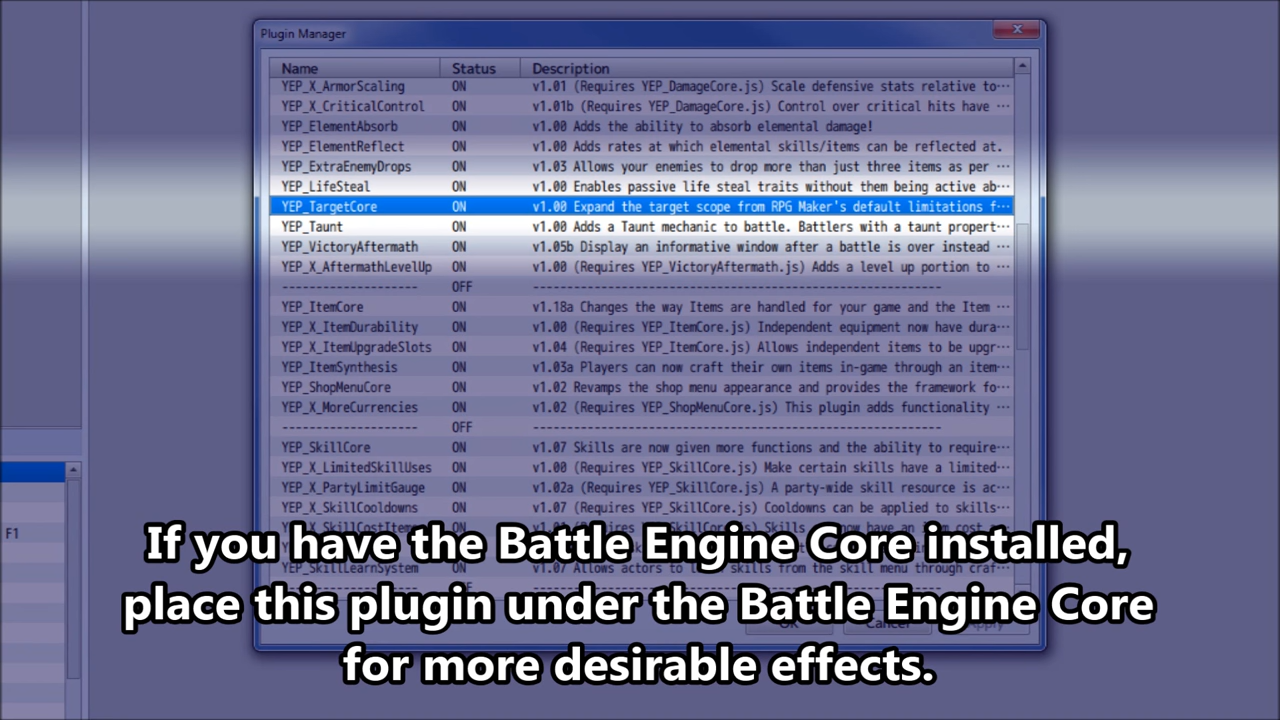 Plugin Manager
Name Status Description
YEP_X_ArmorScaling ON v1.01 (Requires YEP_DamageCore.js) Scale defensive stats relative to···
YEP_X_CriticalControl ON v1.01b (Requires YEP_DamageCore.js) Control over critical hits have ···
YEP_ElementAbsorb ON v1.00 Adds the ability to absorb elemental damage!
YEP_ElementReflect ON v1.00 Adds rates at which elemental skills/items can be reflected at.
YEP_ExtraEnemyDrops ON v1.03 Allows your enemies to drop more than just three items as per ···
YEP_LifeSteal ON v1.00 Enables passive life steal traits without them being active ab···
YEP_TargetCore ON v1.00 Expand the target scope from RPG Maker's default limitations f···
YEP_Taunt ON v1.00 Adds a Taunt mechanic to battle. Battlers with a taunt propert···
YEP_VictoryAftermath ON v1.05b Display an informative window after a battle is over instead ···
YEP_X_AftermathLevelUp ON v1.00 (Requires YEP_VictoryAftermath.js) Adds a level up portion to ···
------------------- OFF ----------------------------------------------------------
YEP_ItemCore ON v1.18a Changes the way Items are handled for your game and the Item ···
YEP_X_ItemDurability ON v1.00 (Requires YEP_ItemCore.js) Independent equipment now have dura···
YEP_X_ItemUpgradeSlots ON v1.04 (Requires YEP_ItemCore.js) Allows independent items to be upgr···
YEP_ItemSynthesis ON v1.03a Players can now craft their own items in-game through an item···
YEP_ShopMenuCore ON v1.02 Revamps the shop menu appearance and provides the framework fo···
YEP_X_MoreCurrencies ON v1.02 (Requires YEP_ShopMenuCore.js) This plugin adds functionality ···
------------------- OFF ----------------------------------------------------------
YEP_SkillCore ON v1.07 Skills are now given more functions and the ability to require···
YEP_X_LimitedSkillUses ON v1.00 (Requires YEP_SkillCore.js) Make certain skills have a limited···
YEP_X_PartyLimitGauge ON v1.02a (Requires YEP_SkillCore.js) A party-wide skill resource is ac···
YEP_X_SkillCooldowns ON v1.07 (Requires YEP_SkillCore.js) Cooldowns can be applied to skills···
F1
If you have the Battle Engine Core installed,
place this plugin under the Battle Engine Core
for more desirable effects.